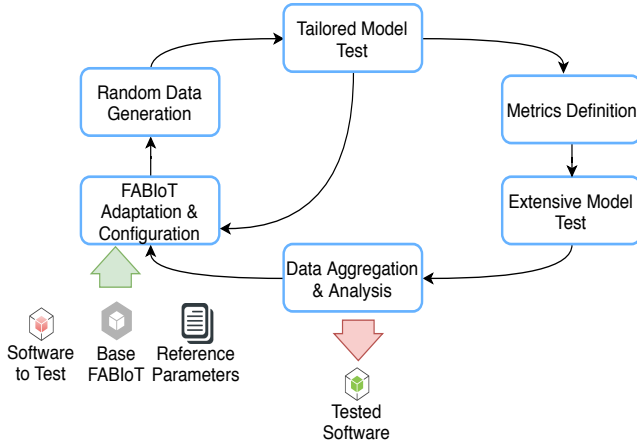 Tailored Model
Test
Random Data
Generation
Metrics Definition
FABIoT
Adaptation &
Configuration
Extensive Model
Test
Data Aggregation
& Analysis
Software
to Test
Base
FABIoT
Reference
Parameters
Tested
Software